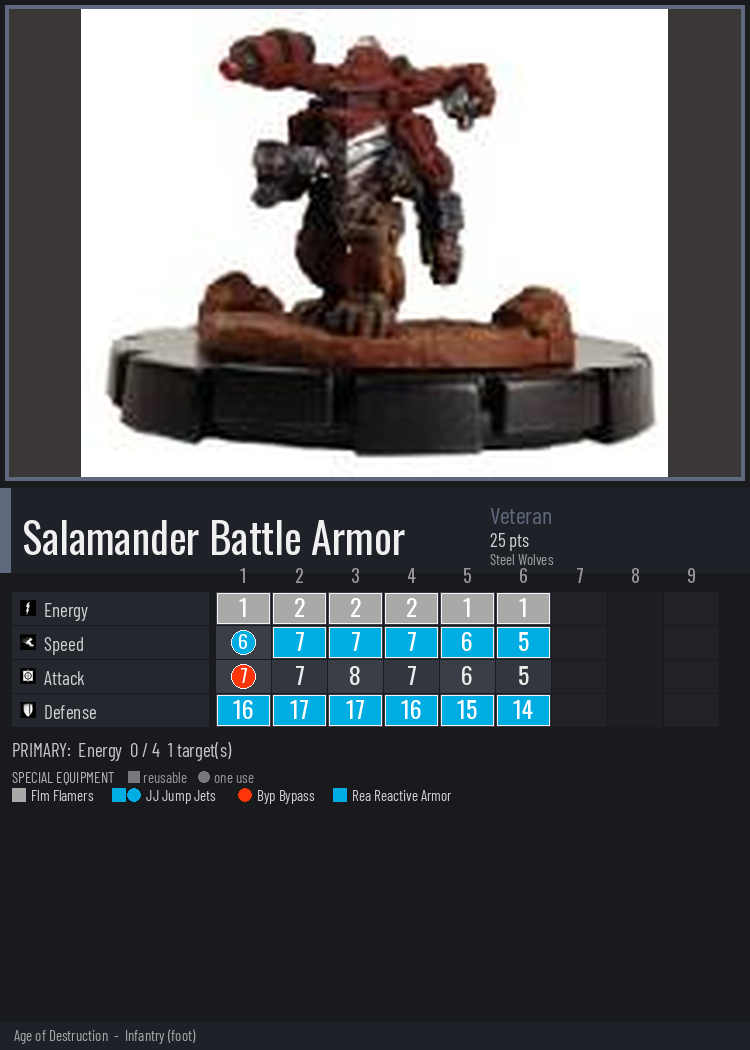 Salamander Battle Armor
Veteran
25 pts
Steel Wolves
1 2 3 4 5 6 7 8 9
Energy 1 2 2 2 1 1
Speed 6 7 7 7 6 5
Attack 7 7 8 7 6 5
Defense 16 17 17 16 15 14
PRIMARY: Energy 0 / 4 1 target(s)
SPECIAL EQUIPMENT reusable one use
Flm Flamers JJ Jump Jets Byp Bypass Rea Reactive Armor
Age of Destruction - Infantry (foot)